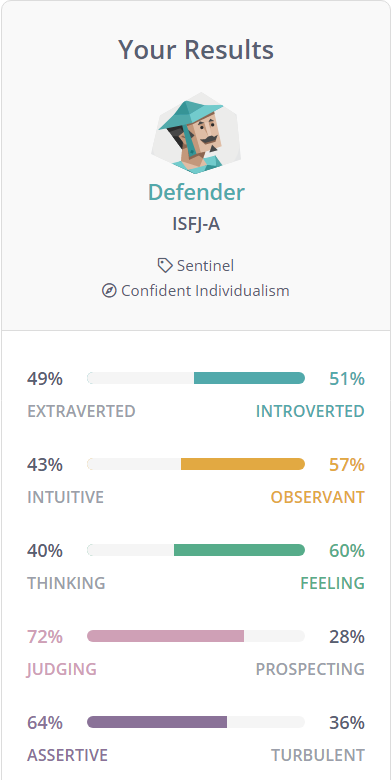 Your Results
Defender
ISFJ-A
Sentinel
Confident Individualism
49% 51%
EXTRAVERTED INTROVERTED
43% 57%
INTUITIVE OBSERVANT
40% 60%
THINKING FEELING
72% 28%
JUDGING PROSPECTING
64% 36%
ASSERTIVE TURBULENT